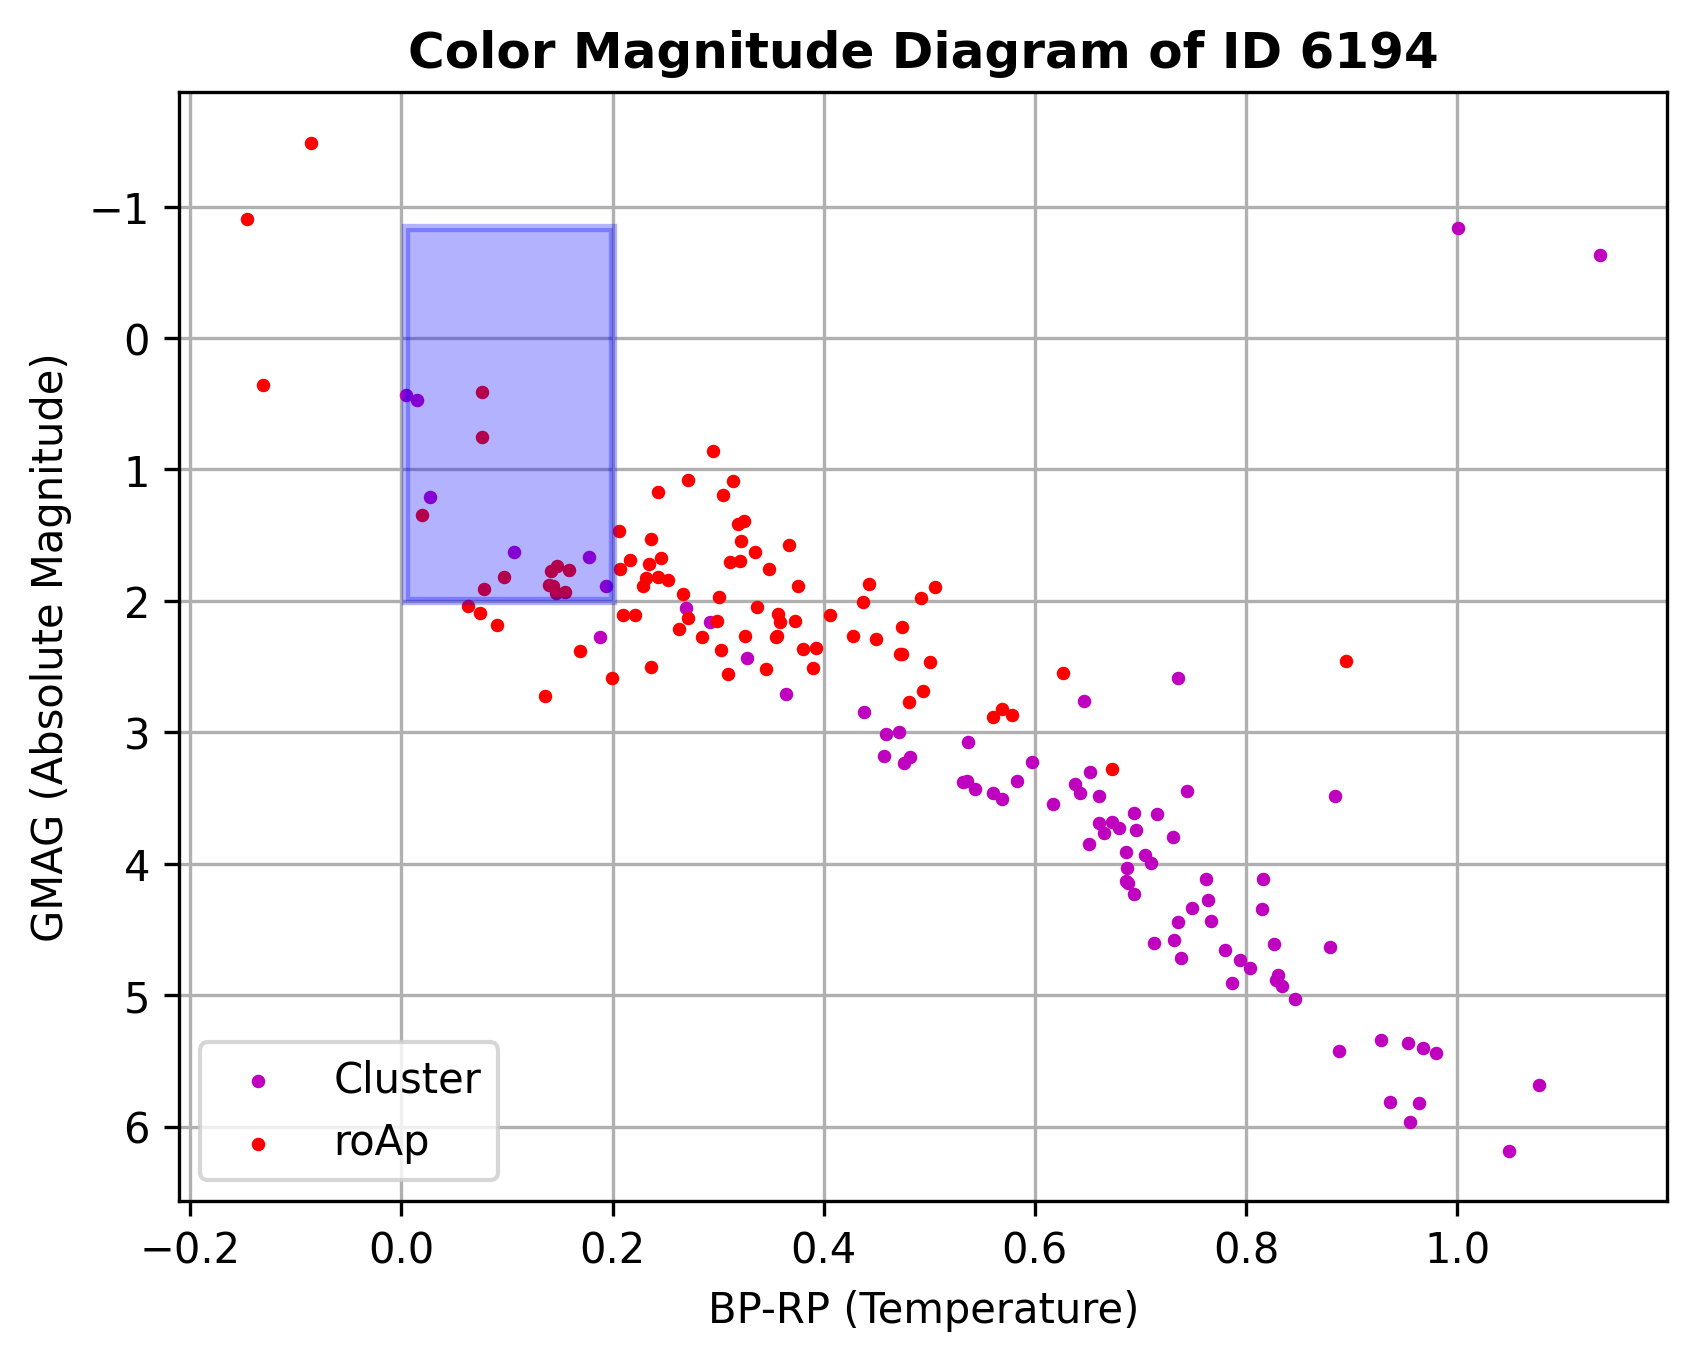 Color Magnitude Diagram of ID 6194
GMAG (Absolute Magnitude)
−1
0
1
2
3
4
5
6
Cluster
roAp
−0.2 0.0 0.2 0.4 0.6 0.8 1.0
BP-RP (Temperature)